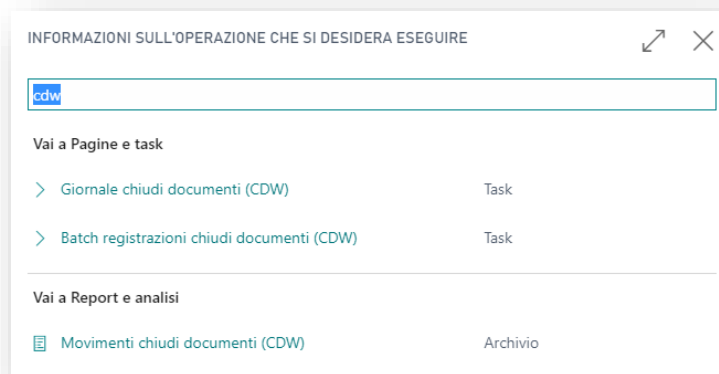 INFORMAZIONI SULL'OPERAZIONE CHE SI DESIDERA ESEGUIRE
cdw
Vai a Pagine e task
Giornale chiudi documenti (CDW) Task
Batch registrazioni chiudi documenti (CDW) Task
Vai a Report e analisi
Movimenti chiudi documenti (CDW) Archivio